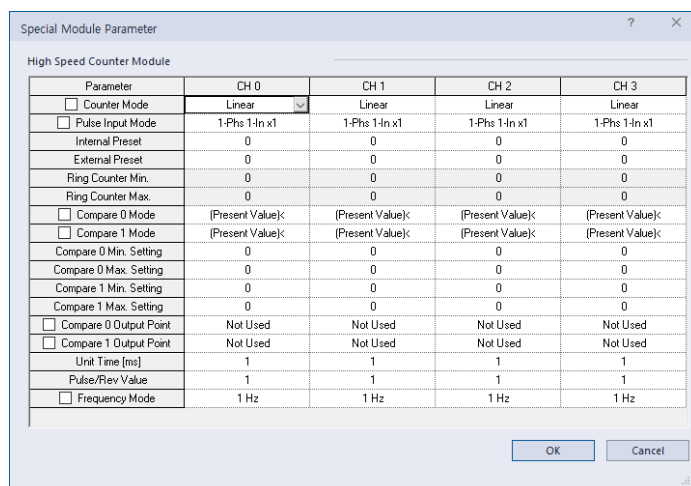 Special Module Parameter
High Speed Counter Module
Parameter CH 0 CH 1 CH 2 CH 3
Counter Mode Linear Linear Linear Linear
Pulse Input Mode 1-Phs 1-In x1 1-Phs 1-In x1 1-Phs 1-In x1 1-Phs 1-In x1
Internal Preset 0 0 0 0
External Preset 0 0 0 0
Ring Counter Min. 0 0 0 0
Ring Counter Max. 0 0 0 0
Compare 0 Mode (Present Value)< (Present Value)< (Present Value)< (Present Value)<
Compare 1 Mode (Present Value)< (Present Value)< (Present Value)< (Present Value)<
Compare 0 Min. Setting 0 0 0 0
Compare 0 Max. Setting 0 0 0 0
Compare 1 Min. Setting 0 0 0 0
Compare 1 Max. Setting 0 0 0 0
Compare 0 Output Point Not Used Not Used Not Used Not Used
Compare 1 Output Point Not Used Not Used Not Used Not Used
Unit Time [ms] 1 1 1 1
Pulse/Rev Value 1 1 1 1
Frequency Mode 1 Hz 1 Hz 1 Hz 1 Hz
OK Cancel